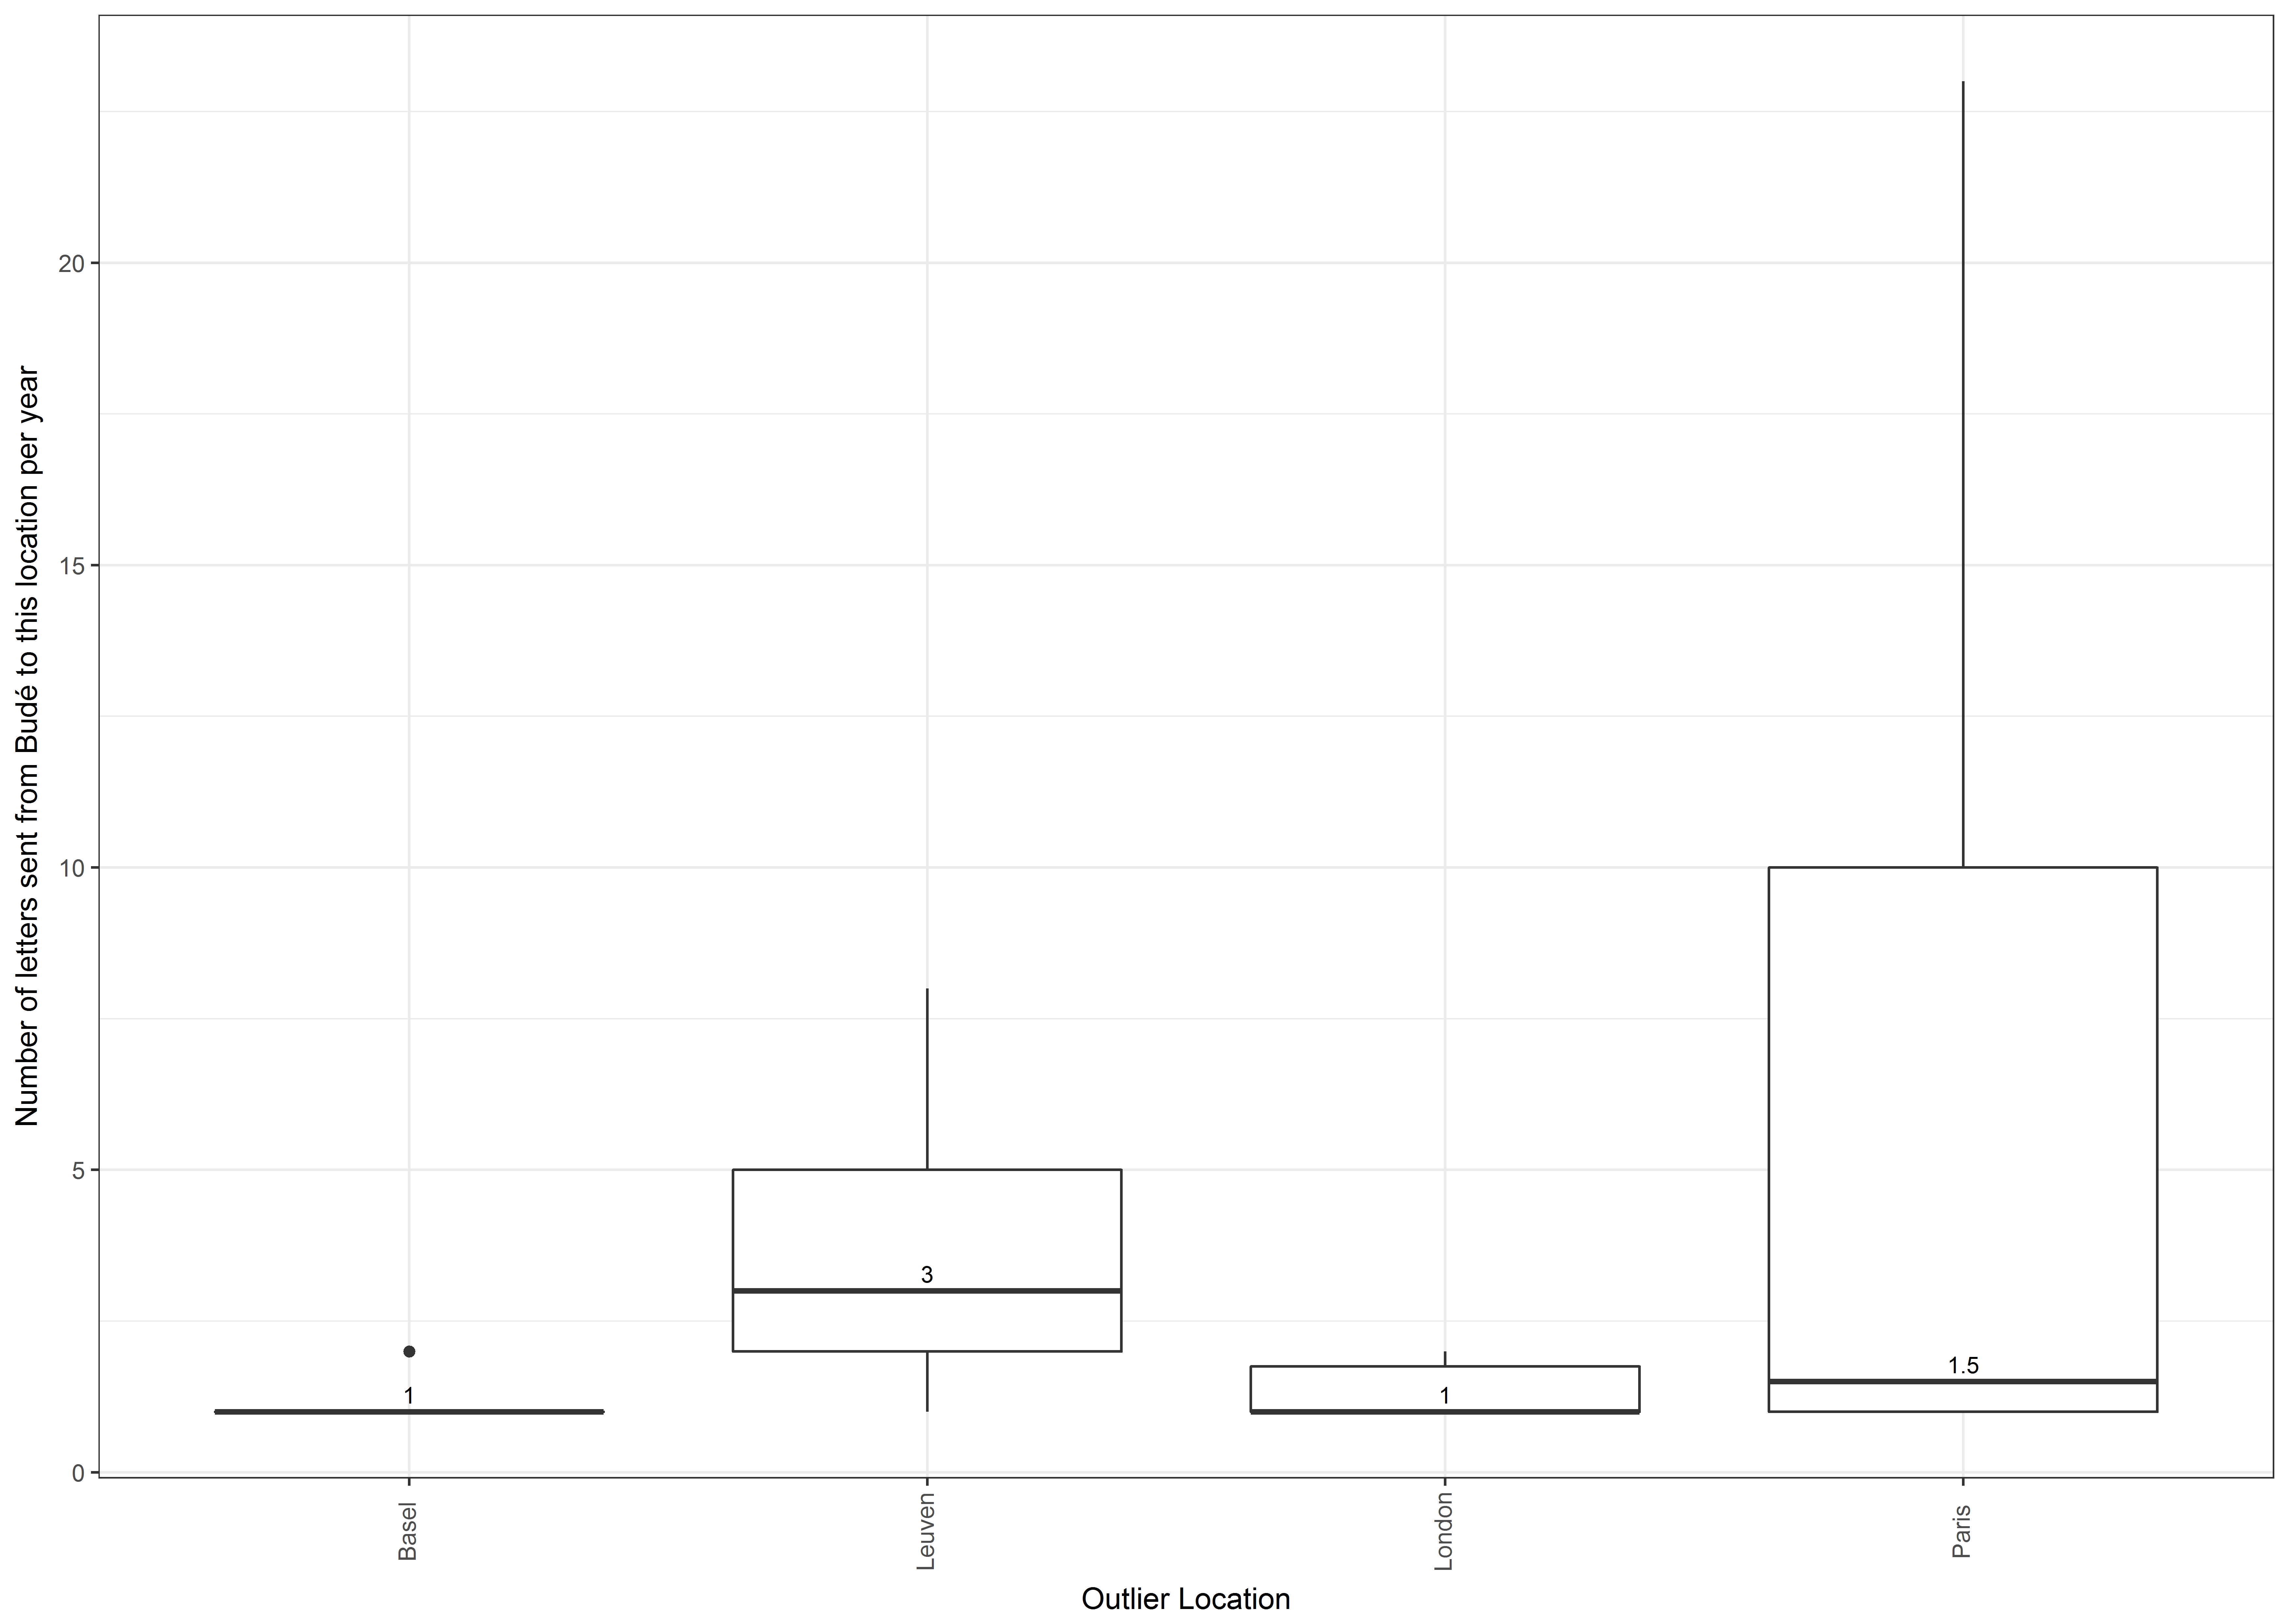 Number of letters sent from Budé to this location per year
20
15
10
5
0
1
3
1
1.5
Basel
Leuven
London
Paris
Outlier Location